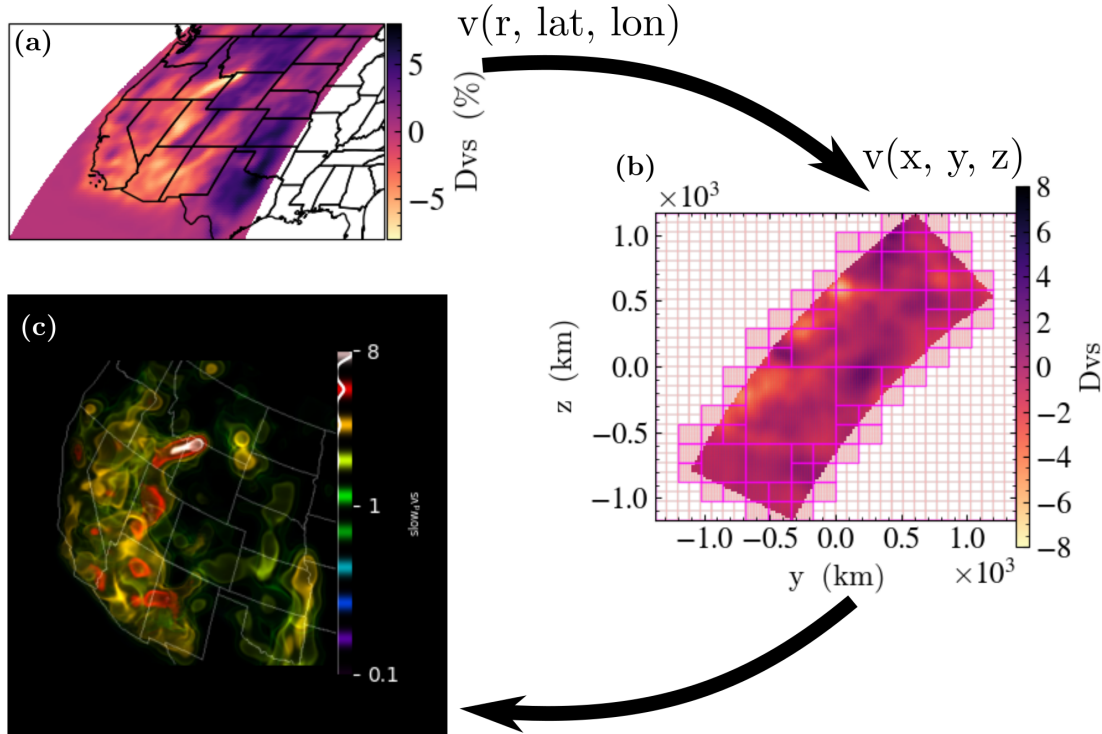 (a)
v(r, lat, lon)
5
0
−5
Dvs (%)
v(x, y, z)
(b)
×10³
1.0
0.5
0.0
−0.5
−1.0
z (km)
−1.0 −0.5 0.0 0.5 1.0
y (km)
×10³
8
6
4
2
0
−2
−4
−6
−8
Dvs
(c)
8
1
0.1
slow_dvs